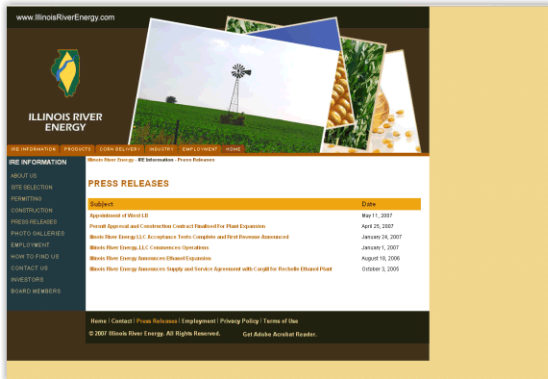 www.IllinoisRiverEnergy.com
ILLINOIS RIVER
ENERGY
IRE INFORMATION PRODUCTS CORN DELIVERY INDUSTRY EMPLOYMENT HOME
IRE INFORMATION
Illinois River Energy - IRE Information - Press Releases
ABOUT US
SITE SELECTION
PERMITTING
CONSTRUCTION
PRESS RELEASES
PHOTO GALLERIES
EMPLOYMENT
HOW TO FIND US
CONTACT US
INVESTORS
BOARD MEMBERS
PRESS RELEASES
Subject Date
Appointment of West LB May 11, 2007
Permit Approval and Construction Contract Finalized For Plant Expansion April 25, 2007
Illinois River Energy LLC Acceptance Tests Complete and First Revenue Announced January 24, 2007
Illinois River Energy, LLC Commences Operations January 1, 2007
Illinois River Energy Announces Ethanol Expansion August 18, 2006
Illinois River Energy Announces Supply and Service Agreement with Cargill for Rochelle Ethanol Plant October 3, 2005
Home | Contact | Press Releases | Employment | Privacy Policy | Terms of Use
© 2007 Illinois River Energy. All Rights Reserved. Get Adobe Acrobat Reader.